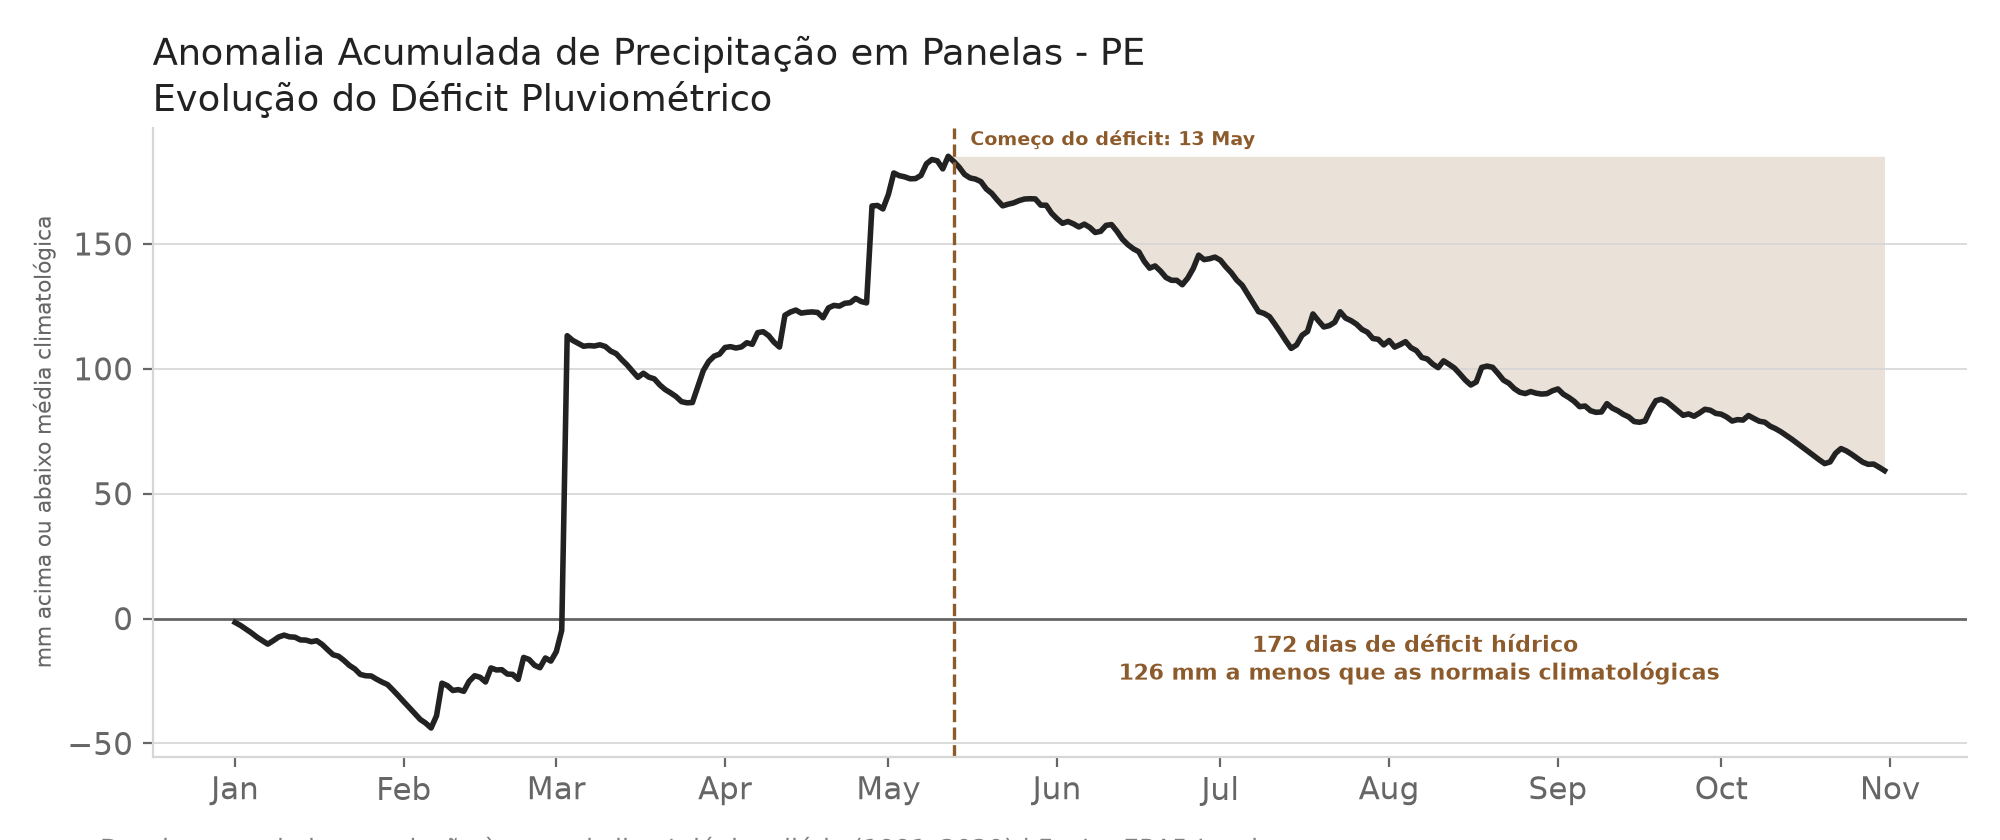 Anomalia Acumulada de Precipitação em Panelas - PE
Evolução do Déficit Pluviométrico
Começo do déficit: 13 May
mm acima ou abaixo média climatológica
150
100
50
0
−50
172 dias de déficit hídrico
126 mm a menos que as normais climatológicas
Jan Feb Mar Apr May Jun Jul Aug Sep Oct Nov